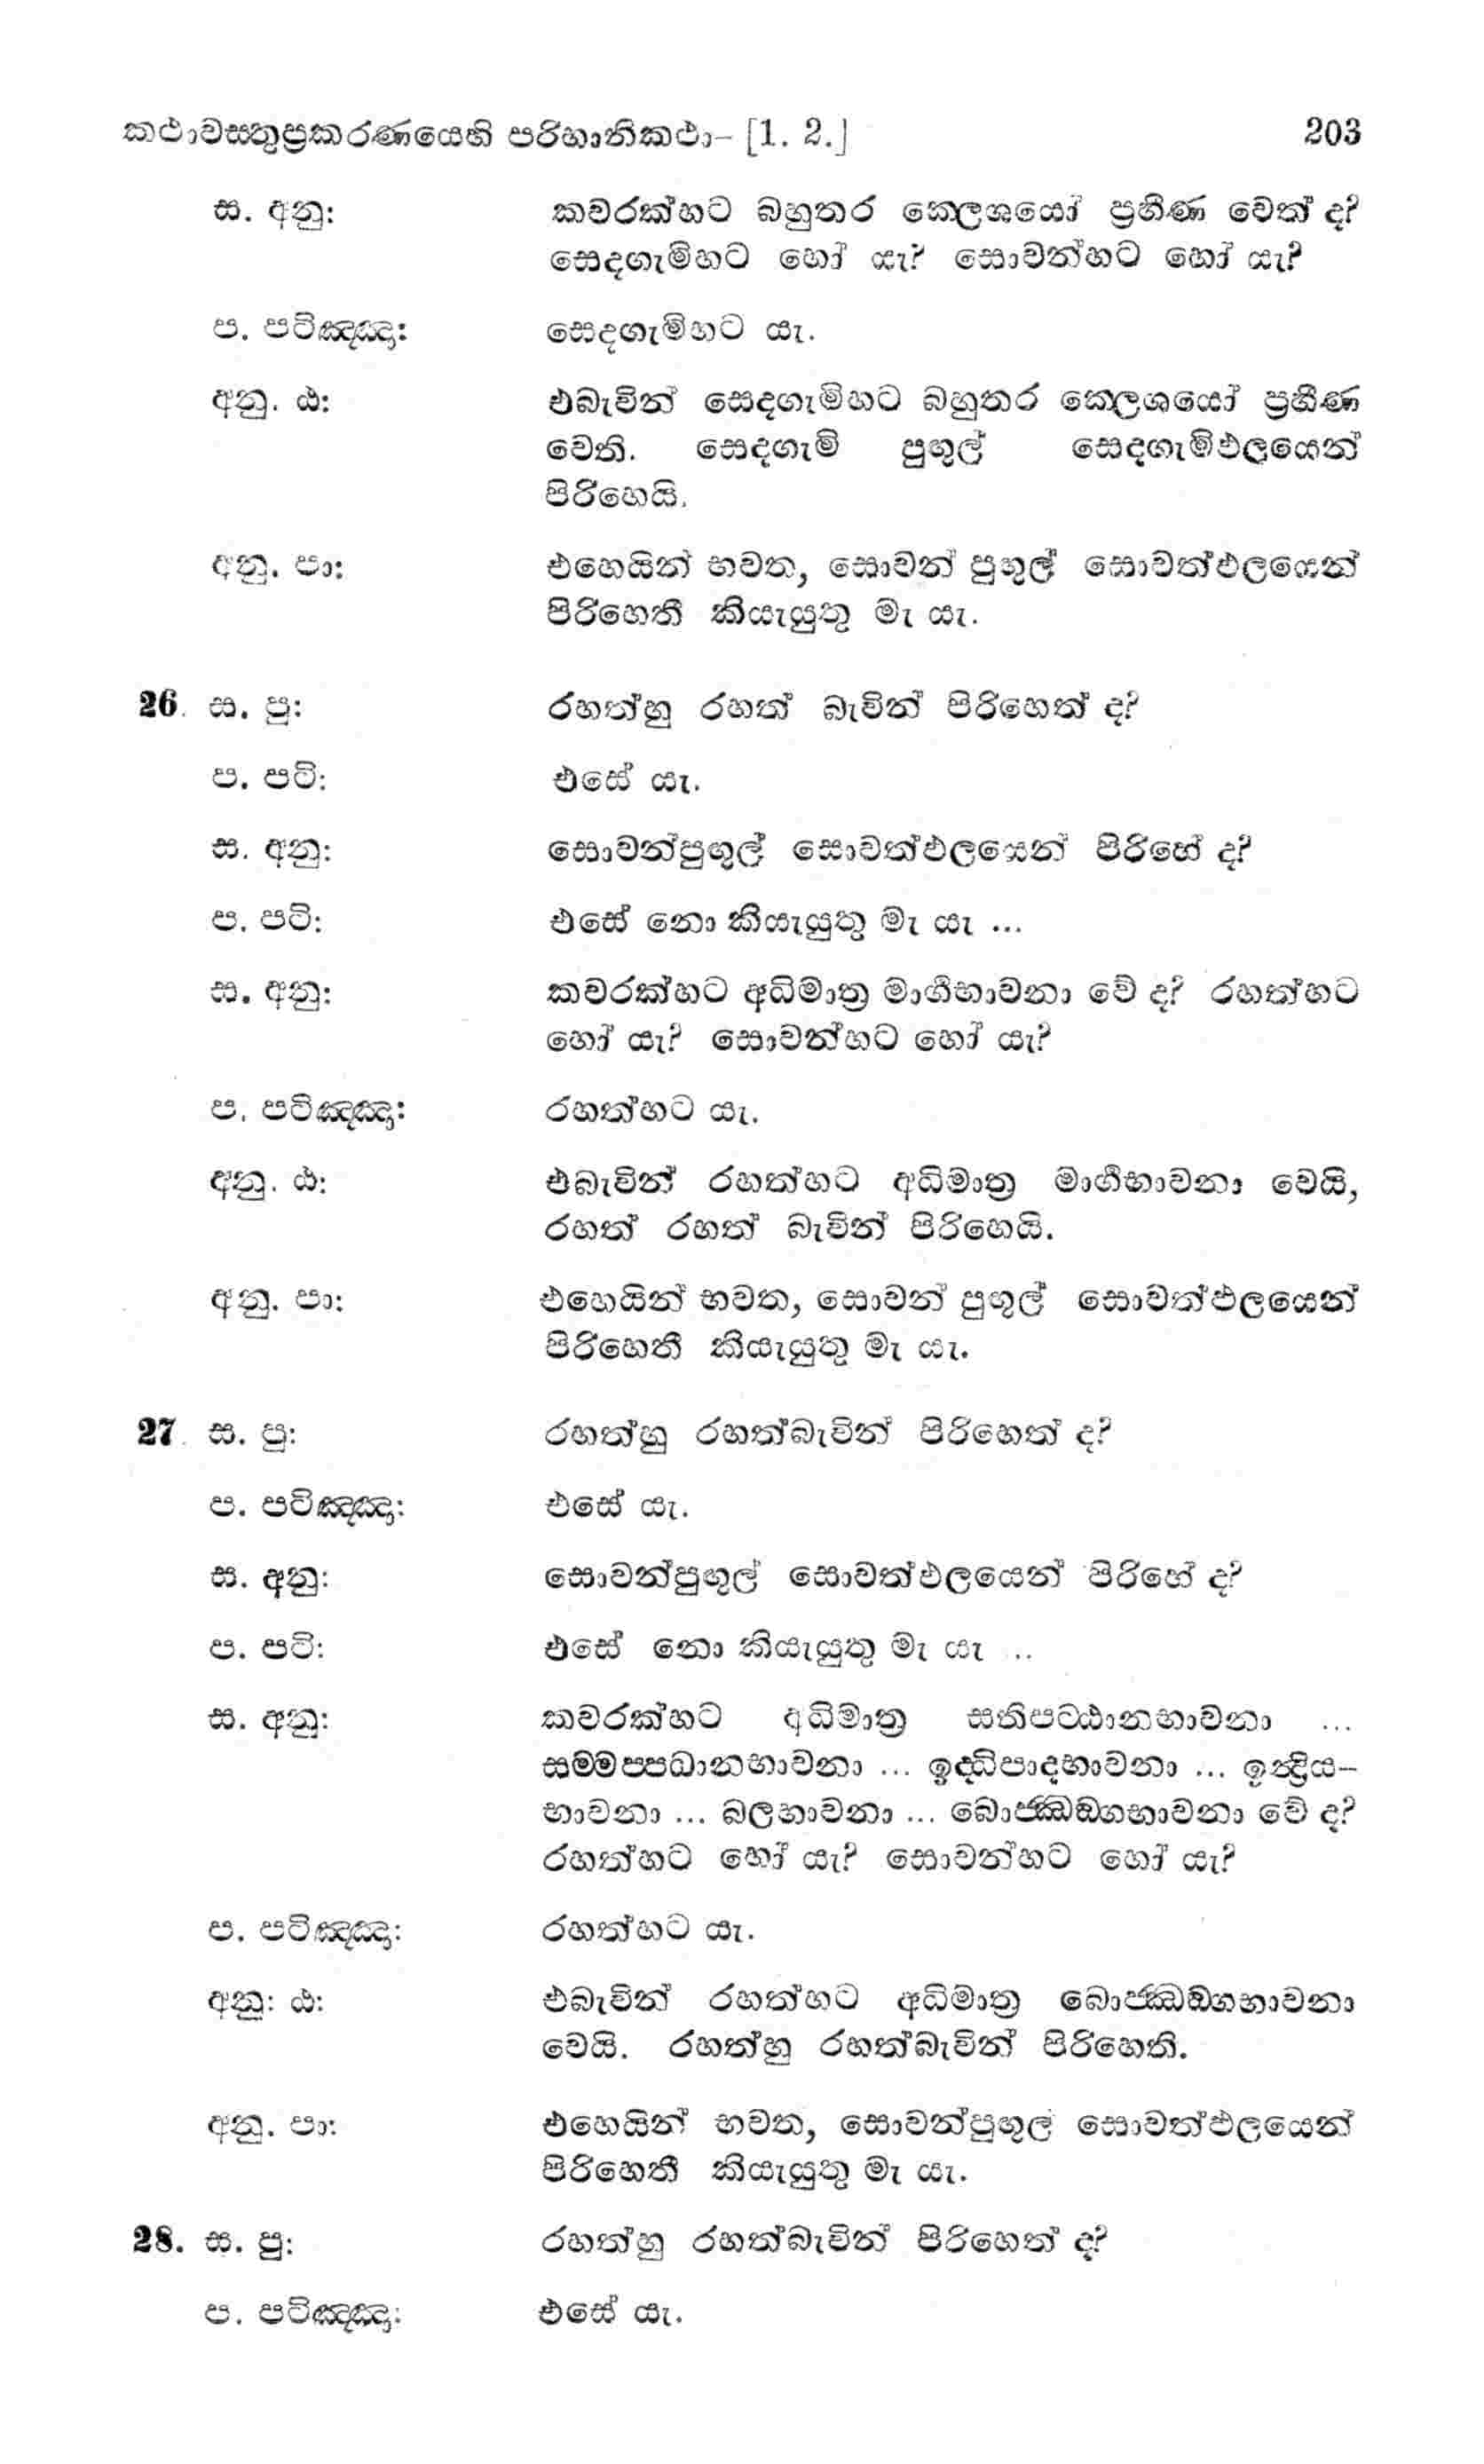 කථාවස්තුප්‍රකරණයෙහි පරිහානිකථා– [1. 2.] 203
ස. අනු: කවරක්හට බහුතර ක්ලෙශයෝ ප්‍රහීණ වෙත් ද?
සෙදගැමිහට හෝ යැ? සොවන්හට හෝ යැ?
ප. පටිඤ්ඤා: සෙදගැමිහට යැ.
අනු. ඨ: එබැවින් සෙදගැමිහට බහුතර ක්ලෙශයෝ ප්‍රහීණ
වෙති. සෙදගැමි පුඟුල් සෙදගැමිඵලයෙන්
පිරිහෙයි.
අනු. පා: එහෙයින් භවත, සොවන් පුඟුල් සොවත්ඵලයෙන්
පිරිහෙතී කියැයුතු මැ යැ.
26. ස. පු: රහත්හු රහත් බැවින් පිරිහෙත් ද?
ප. පටි: එසේ යැ.
ස. අනු: සොවන්පුඟුල් සොවත්ඵලයෙන් පිරිහේ ද?
ප. පටි: එසේ නො කියැයුතු මැ යැ ...
ස. අනු: කවරක්හට අධිමාත්‍ර මාර්ගභාවනා වේ ද? රහත්හට
හෝ යැ? සොවන්හට හෝ යැ?
ප. පටිඤ්ඤා: රහත්හට යැ.
අනු. ඨ: එබැවින් රහත්හට අධිමාත්‍ර මාර්ගභාවනා වෙයි,
රහත් රහත් බැවින් පිරිහෙයි.
අනු. පා: එහෙයින් භවත, සොවන් පුඟුල් සොවත්ඵලයෙන්
පිරිහෙතී කියැයුතු මැ යැ.
27. ස. පු: රහත්හු රහත්බැවින් පිරිහෙත් ද?
ප. පටිඤ්ඤා: එසේ යැ.
ස. අනු: සොවන්පුඟුල් සොවත්ඵලයෙන් පිරිහේ ද?
ප. පටි: එසේ නො කියැයුතු මැ යැ ...
ස. අනු: කවරක්හට අධිමාත්‍ර සතිපට්ඨානභාවනා ...
සම්මප්පධානභාවනා ... ඉද්ධිපාදභාවනා ... ඉන්ද්‍රිය–
භාවනා ... බලභාවනා ... බොජ්ඣඞ්ගභාවනා වේ ද?
රහත්හට හෝ යැ? සොවන්හට හෝ යැ?
ප. පටිඤ්ඤා: රහත්හට යැ.
අනු: ඨ: එබැවින් රහත්හට අධිමාත්‍ර බොජ්ඣඞ්ගභාවනා
වෙයි. රහත්හු රහත්බැවින් පිරිහෙති.
අනු. පා: එහෙයින් භවත, සොවන්පුඟුල් සොවත්ඵලයෙන්
පිරිහෙතී කියැයුතු මැ යැ.
28. ස. පු: රහත්හු රහත්බැවින් පිරිහෙත් ද?
ප. පටිඤ්ඤා: එසේ යැ.